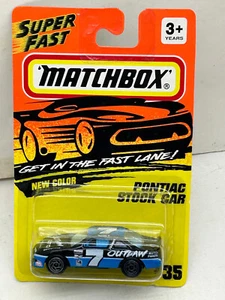 SUPER FAST
3+
YEARS
MATCHBOX®
GET IN THE FAST LANE!
NEW COLOR
PONTIAC
STOCK CAR
7
OUTLAW
35